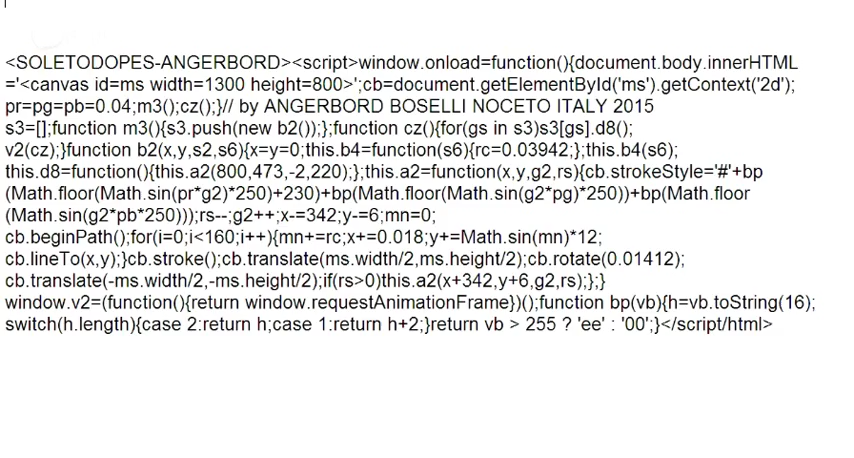 <SOLETODOPES-ANGERBORD><script>window.onload=function(){document.body.innerHTML
='<canvas id=ms width=1300 height=800>';cb=document.getElementById('ms').getContext('2d');
pr=pg=pb=0.04;m3();cz();}// by ANGERBORD BOSELLI NOCETO ITALY 2015
s3=[];function m3(){s3.push(new b2());};function cz(){for(gs in s3)s3[gs].d8();
v2(cz);}function b2(x,y,s2,s6){x=y=0;this.b4=function(s6){rc=0.03942;};this.b4(s6);
this.d8=function(){this.a2(800,473,-2,220);};this.a2=function(x,y,g2,rs){cb.strokeStyle='#'+bp
(Math.floor(Math.sin(pr*g2)*250)+230)+bp(Math.floor(Math.sin(g2*pg)*250))+bp(Math.floor
(Math.sin(g2*pb*250)));rs--;g2++;x-=342;y-=6;mn=0;
cb.beginPath();for(i=0;i<160;i++){mn+=rc;x+=0.018;y+=Math.sin(mn)*12;
cb.lineTo(x,y);}cb.stroke();cb.translate(ms.width/2,ms.height/2);cb.rotate(0.01412);
cb.translate(-ms.width/2,-ms.height/2);if(rs>0)this.a2(x+342,y+6,g2,rs);};}
window.v2=(function(){return window.requestAnimationFrame})();function bp(vb){h=vb.toString(16);
switch(h.length){case 2:return h;case 1:return h+2;}return vb > 255 ? 'ee' : '00';}</script/html>